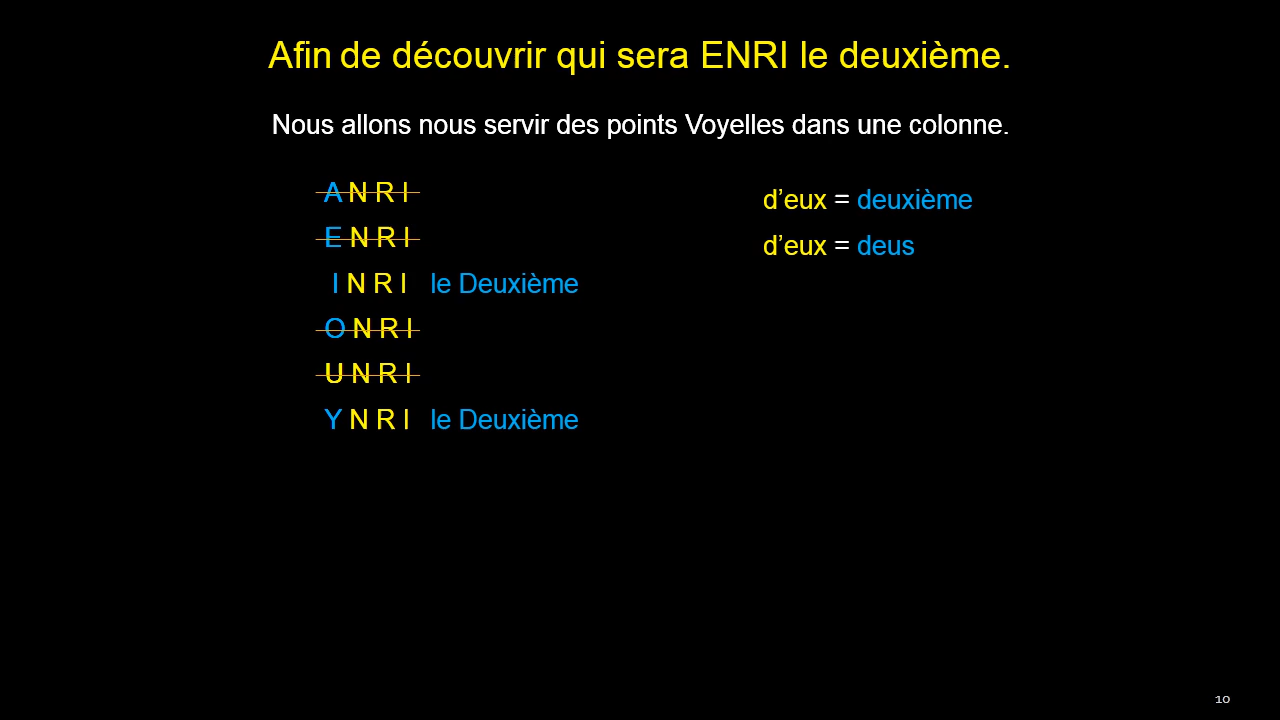 Afin de découvrir qui sera ENRI le deuxième.
Nous allons nous servir des points Voyelles dans une colonne.
A N R I
E N R I
I N R I le Deuxième
O N R I
U N R I
Y N R I le Deuxième
d’eux = deuxième
d’eux = deus
10